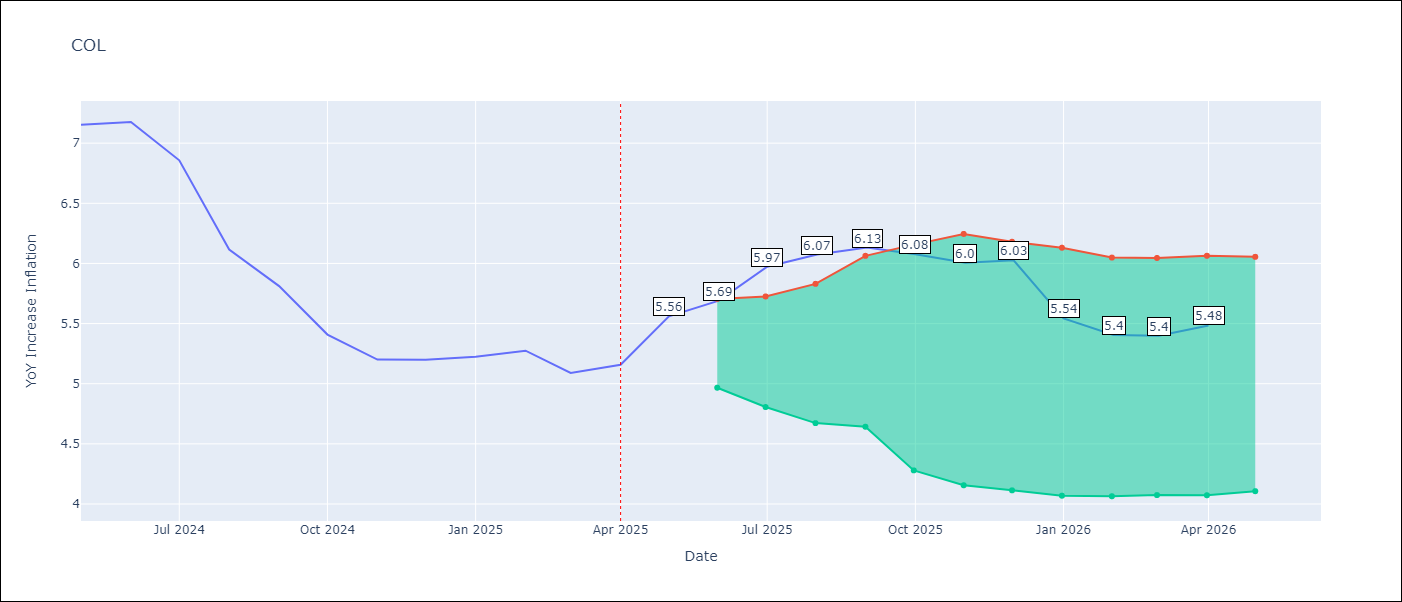 COL
YoY Increase Inflation
7
6.5
6
5.5
5
4.5
4
5.56
5.69
5.97
6.07
6.13
6.08
6.0
6.03
5.54
5.4
5.4
5.48
Jul 2024
Oct 2024
Jan 2025
Apr 2025
Jul 2025
Oct 2025
Jan 2026
Apr 2026
Date